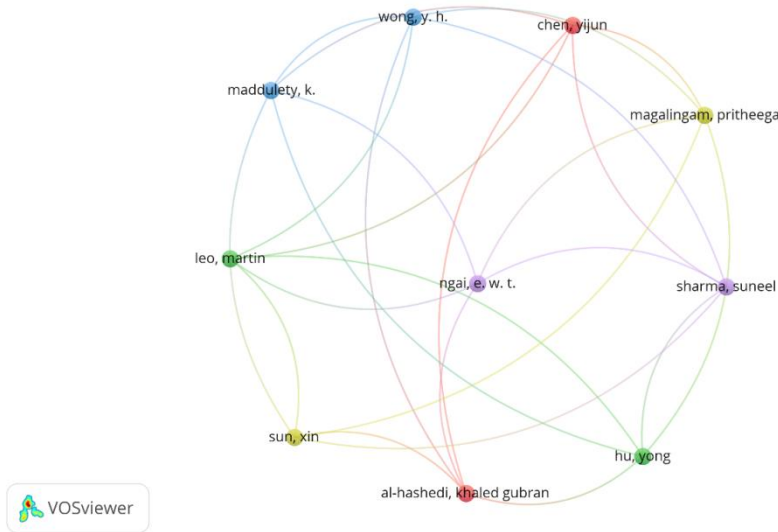 wong, y. h.
chen, yijun
maddulety, k.
magalingam, pritheega
leo, martin
ngai, e. w. t.
sharma, suneel
sun, xin
hu, yong
al-hashedi, khaled gubran
VOSviewer